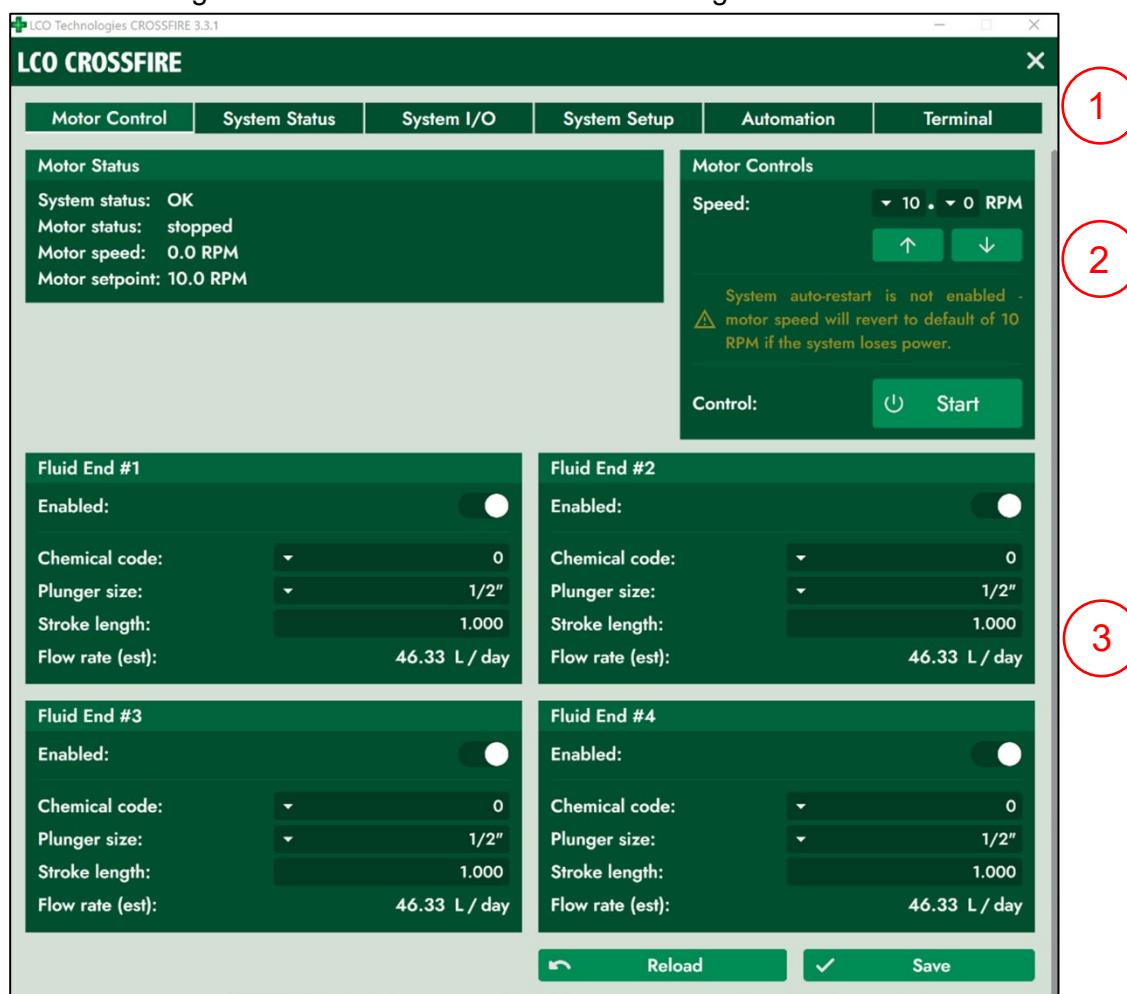 LCO Technologies CROSSFIRE 3.3.1
LCO CROSSFIRE
Motor Control System Status System I/O System Setup Automation Terminal
1
Motor Status
System status: OK
Motor status: stopped
Motor speed: 0.0 RPM
Motor setpoint: 10.0 RPM
Motor Controls
Speed: 10 . 0 RPM
2
System auto-restart is not enabled -
motor speed will revert to default of 10
RPM if the system loses power.
Control: Start
Fluid End #1
Enabled:
Chemical code: 0
Plunger size: 1/2"
Stroke length: 1.000
Flow rate (est): 46.33 L / day
Fluid End #2
Enabled:
Chemical code: 0
Plunger size: 1/2"
Stroke length: 1.000
Flow rate (est): 46.33 L / day
3
Fluid End #3
Enabled:
Chemical code: 0
Plunger size: 1/2"
Stroke length: 1.000
Flow rate (est): 46.33 L / day
Fluid End #4
Enabled:
Chemical code: 0
Plunger size: 1/2"
Stroke length: 1.000
Flow rate (est): 46.33 L / day
Reload Save